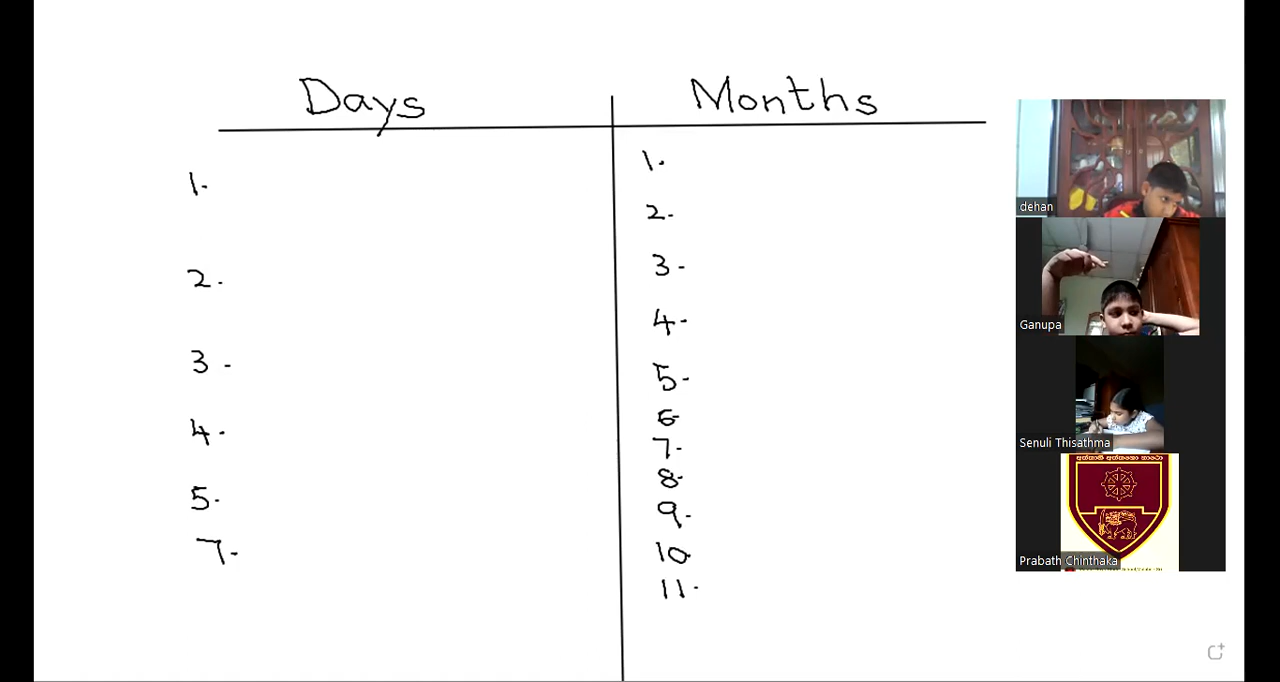 Days
Months
1.
2.
3.
4.
5.
7.
1.
2.
3.
4.
5.
6
7.
8.
9.
10
11.
dehan
Ganupa
Senuli Thisathma
Prabath Chinthaka